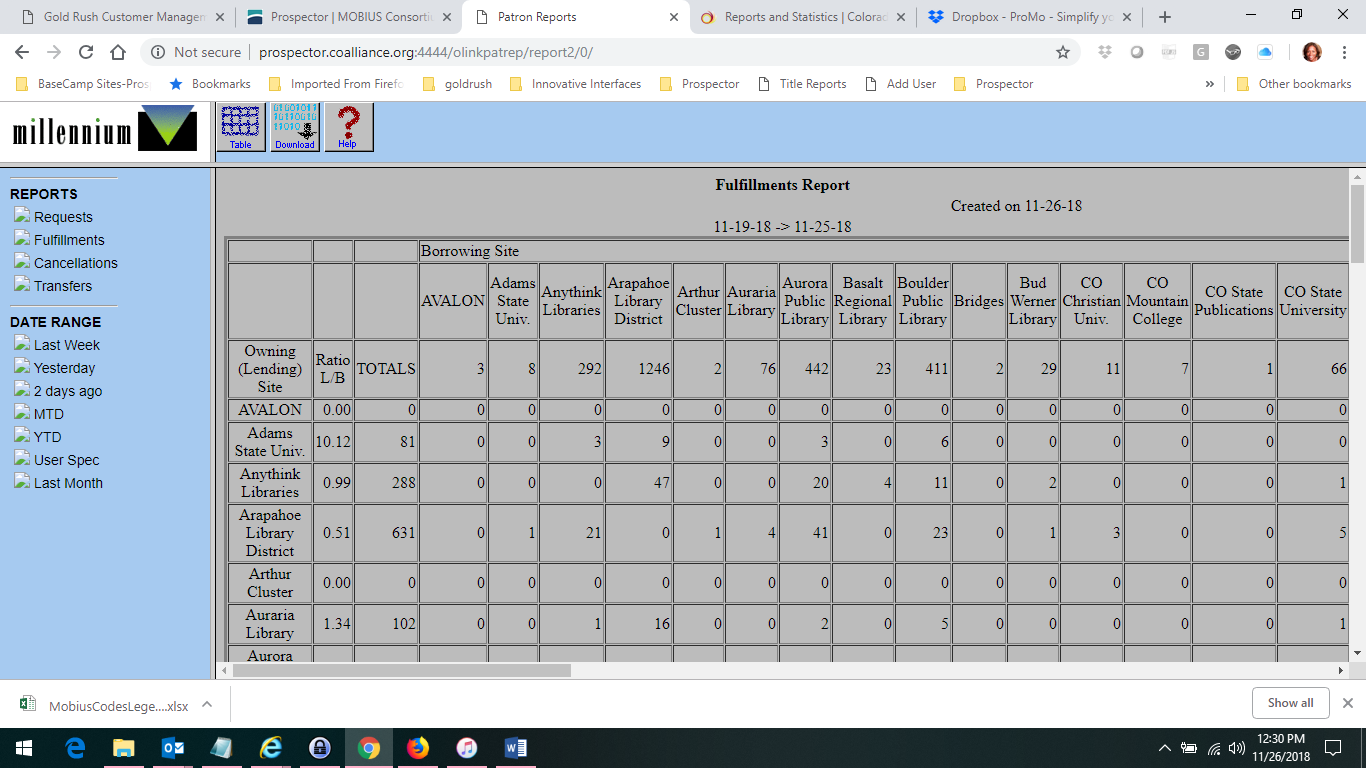 Gold Rush Customer Managem
Prospector | MOBIUS Consortiu
Patron Reports
Reports and Statistics | Colorad
Dropbox - ProMo - Simplify yo
Not secure | prospector.coalliance.org:4444/olinkpatrep/report2/0/
BaseCamp Sites-Pros
Bookmarks
Imported From Firefo
goldrush
Innovative Interfaces
Prospector
Title Reports
Add User
Prospector
»
Other bookmarks
millennium
Table
Download
Help
REPORTS
Requests
Fulfillments
Cancellations
Transfers
DATE RANGE
Last Week
Yesterday
2 days ago
MTD
YTD
User Spec
Last Month
Fulfillments Report
Created on 11-26-18
11-19-18 -> 11-25-18
Borrowing Site
AVALON Adams State Univ. Anythink Libraries Arapahoe Library District Arthur Cluster Auraria Library Aurora Public Library Basalt Regional Library Boulder Public Library Bridges Bud Werner Library CO Christian Univ. CO Mountain College CO State Publications CO State University
Owning (Lending) Site Ratio L/B TOTALS 3 8 292 1246 2 76 442 23 411 2 29 11 7 1 66
AVALON 0.00 0 0 0 0 0 0 0 0 0 0 0 0 0 0 0 0
Adams State Univ. 10.12 81 0 0 3 9 0 0 3 0 6 0 0 0 0 0 0
Anythink Libraries 0.99 288 0 0 0 47 0 0 20 4 11 0 2 0 0 0 1
Arapahoe Library District 0.51 631 0 1 21 0 1 4 41 0 23 0 1 3 0 0 5
Arthur Cluster 0.00 0 0 0 0 0 0 0 0 0 0 0 0 0 0 0 0
Auraria Library 1.34 102 0 0 1 16 0 0 2 0 5 0 0 0 0 0 1
Aurora
MobiusCodesLege....xlsx
Show all
12:30 PM
11/26/2018